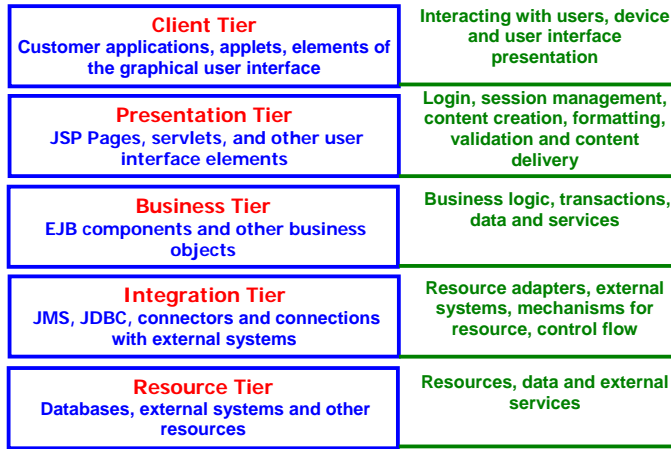 Client Tier
Customer applications, applets, elements of
the graphical user interface
Interacting with users, device
and user interface
presentation
Presentation Tier
JSP Pages, servlets, and other user
interface elements
Login, session management,
content creation, formatting,
validation and content
delivery
Business Tier
EJB components and other business
objects
Business logic, transactions,
data and services
Integration Tier
JMS, JDBC, connectors and connections
with external systems
Resource adapters, external
systems, mechanisms for
resource, control flow
Resource Tier
Databases, external systems and other
resources
Resources, data and external
services